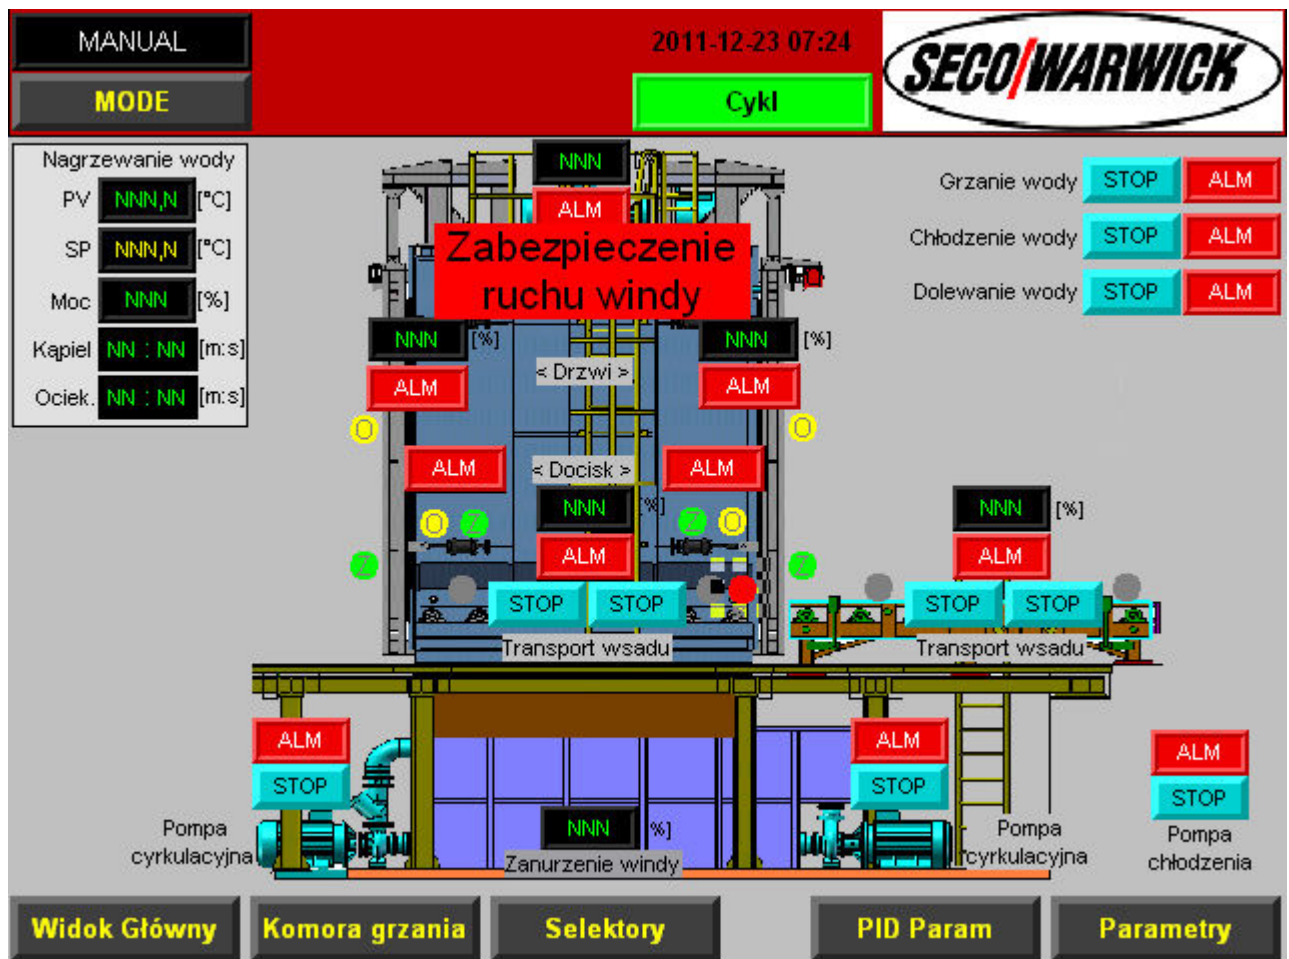 MANUAL
2011-12-23 07:24
SECO/WARWICK
MODE
Cykl
Nagrzewanie wody
PV NNN,N [°C]
SP NNN,N [°C]
Moc NNN [%]
Kąpiel NN : NN [m:s]
Ociek. NN : NN [m:s]
NNN
ALM
Zabezpieczenie
ruchu windy
Grzanie wody STOP ALM
Chłodzenie wody STOP ALM
Dolewanie wody STOP ALM
NNN [%]
NNN [%]
< Drzwi >
ALM
ALM
O
O
ALM
< Docisk >
ALM
NNN %]
NNN [%]
O Z
Z O
ALM
ALM
Z
Z
STOP STOP
STOP STOP
Transport wsadu
Transport wsadu
ALM
STOP
ALM
STOP
ALM
STOP
Pompa
cyrkulacyjna
NNN %]
Zanurzenie windy
Pompa
cyrkulacyjna
Pompa
chłodzenia
Widok Główny
Komora grzania
Selektory
PID Param
Parametry